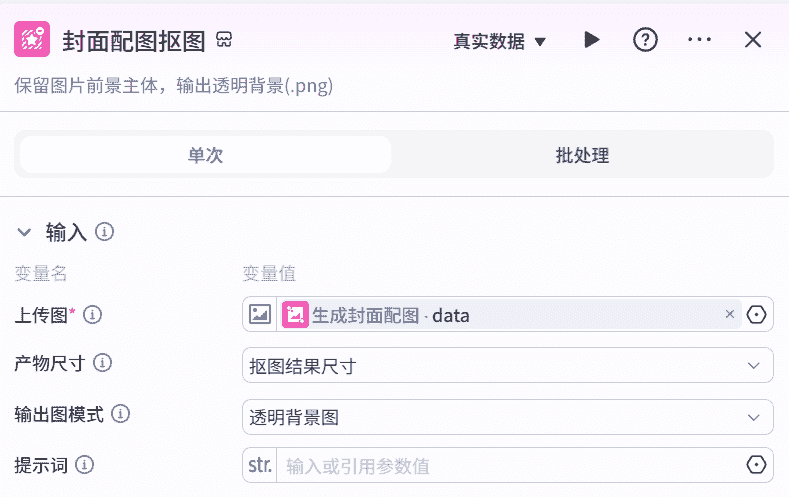 封面配图抠图 真实数据
保留图片前景主体，输出透明背景(.png)
单次 批处理
输入
变量名 变量值
上传图* 生成封面配图 · data
产物尺寸 抠图结果尺寸
输出图模式 透明背景图
提示词 str. 输入或引用参数值